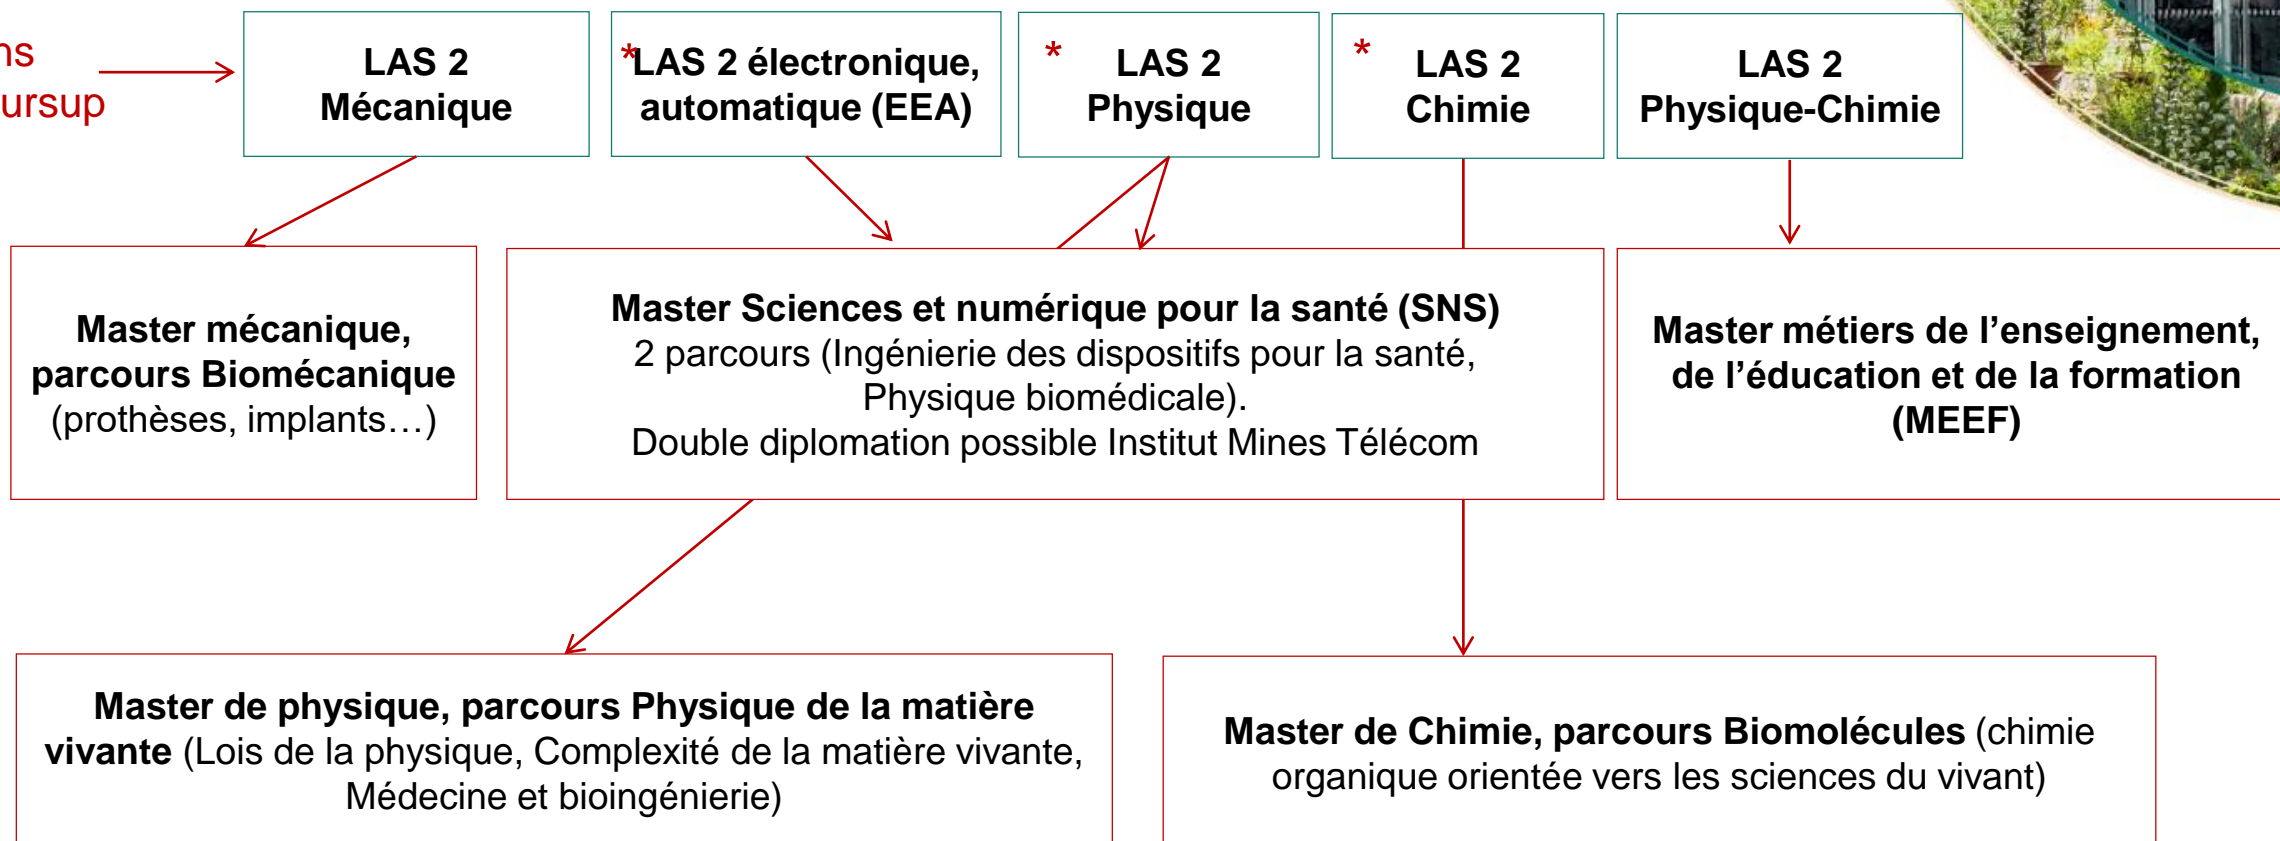 LAS 2
Mécanique
*LAS 2 électronique,
automatique (EEA)
* LAS 2
Physique
* LAS 2
Chimie
LAS 2
Physique-Chimie
Master mécanique,
parcours Biomécanique
(prothèses, implants…)
Master Sciences et numérique pour la santé (SNS)
2 parcours (Ingénierie des dispositifs pour la santé,
Physique biomédicale).
Double diplomation possible Institut Mines Télécom
Master métiers de l’enseignement,
de l’éducation et de la formation
(MEEF)
Master de physique, parcours Physique de la matière
vivante (Lois de la physique, Complexité de la matière vivante,
Médecine et bioingénierie)
Master de Chimie, parcours Biomolécules (chimie
organique orientée vers les sciences du vivant)